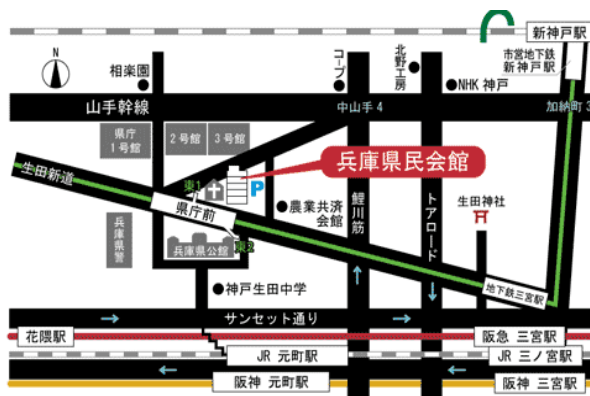 新神戸駅
N
相楽園
コープ
北野工房
NHK 神戸
市営地下鉄
新神戸駅
山手幹線
中山手 4
加納町 3
県庁
1 号館
2 号館
3 号館
兵庫県民会館
生田新道
東1
P
県庁前
農業共済
会館
鯉川筋
トアロード
生田神社
兵庫県警
兵庫県公館
東2
神戸生田中学
地下鉄三宮駅
サンセット通り
花隈駅
阪急 三宮駅
JR 元町駅
JR 三ノ宮駅
阪神 元町駅
阪神 三宮駅